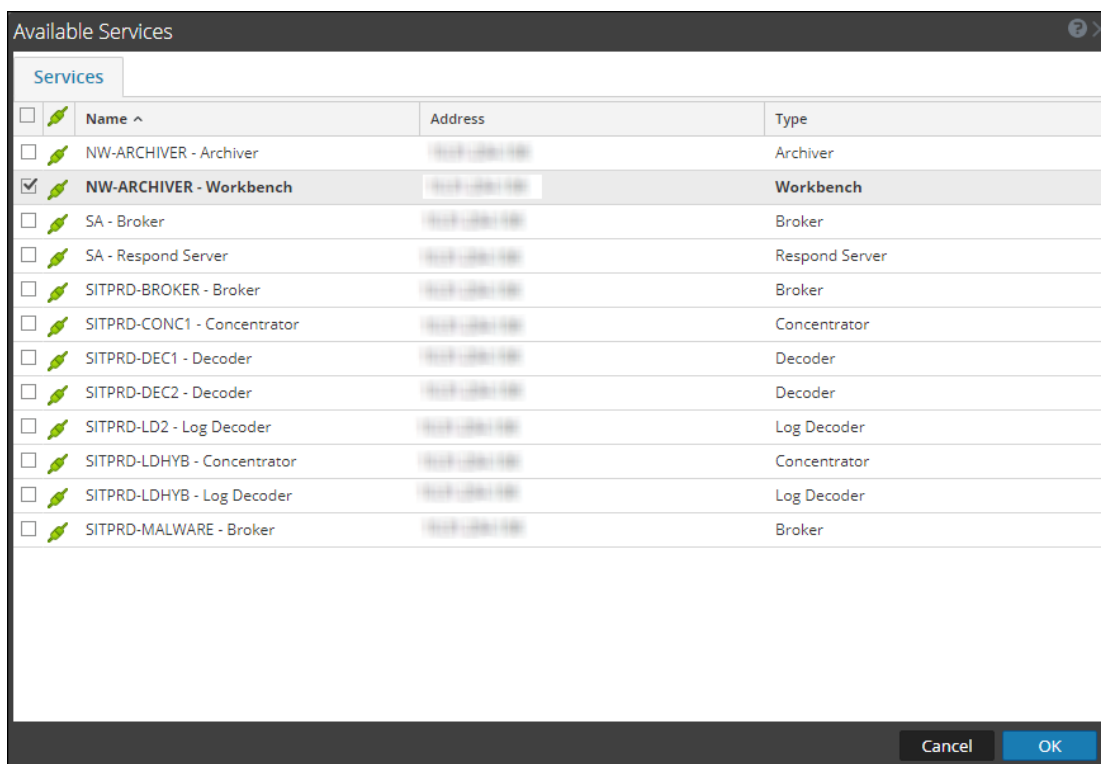 Available Services
Services
Name Address Type
NW-ARCHIVER - Archiver Archiver
NW-ARCHIVER - Workbench Workbench
SA - Broker Broker
SA - Respond Server Respond Server
SITPRD-BROKER - Broker Broker
SITPRD-CONC1 - Concentrator Concentrator
SITPRD-DEC1 - Decoder Decoder
SITPRD-DEC2 - Decoder Decoder
SITPRD-LD2 - Log Decoder Log Decoder
SITPRD-LDHYB - Concentrator Concentrator
SITPRD-LDHYB - Log Decoder Log Decoder
SITPRD-MALWARE - Broker Broker
Cancel OK